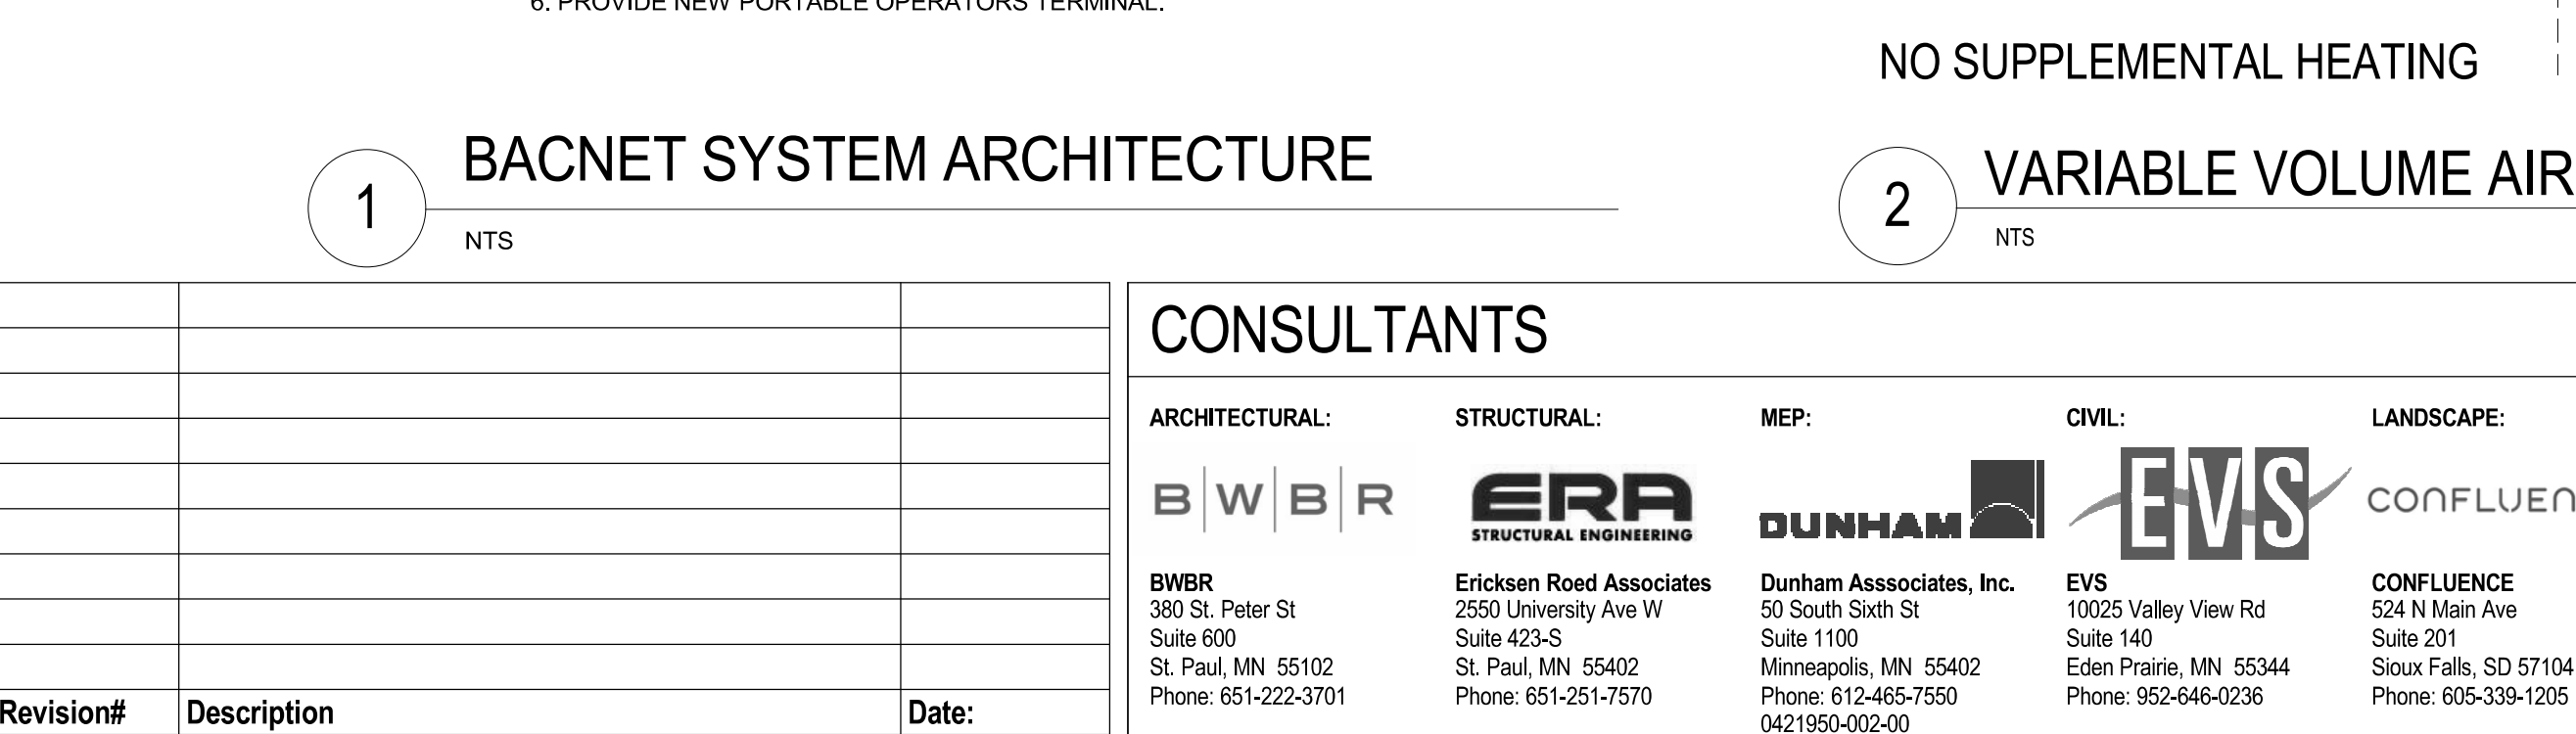 6. PROVIDE NEW PORTABLE OPERATORS TERMINAL.
NO SUPPLEMENTAL HEATING
1
BACNET SYSTEM ARCHITECTURE
NTS
2
VARIABLE VOLUME AIR
NTS
Revision# Description Date:
CONSULTANTS
ARCHITECTURAL:
B|W|B|R
BWBR
380 St. Peter St
Suite 600
St. Paul, MN 55102
Phone: 651-222-3701
STRUCTURAL:
ERA
STRUCTURAL ENGINEERING
Ericksen Roed Associates
2550 University Ave W
Suite 423-S
St. Paul, MN 55402
Phone: 651-251-7570
MEP:
DUNHAM
Dunham Asssociates, Inc.
50 South Sixth St
Suite 1100
Minneapolis, MN 55402
Phone: 612-465-7550
0421950-002-00
CIVIL:
EVS
EVS
10025 Valley View Rd
Suite 140
Eden Prairie, MN 55344
Phone: 952-646-0236
LANDSCAPE:
CONFLUEN
CONFLUENCE
524 N Main Ave
Suite 201
Sioux Falls, SD 57104
Phone: 605-339-1205